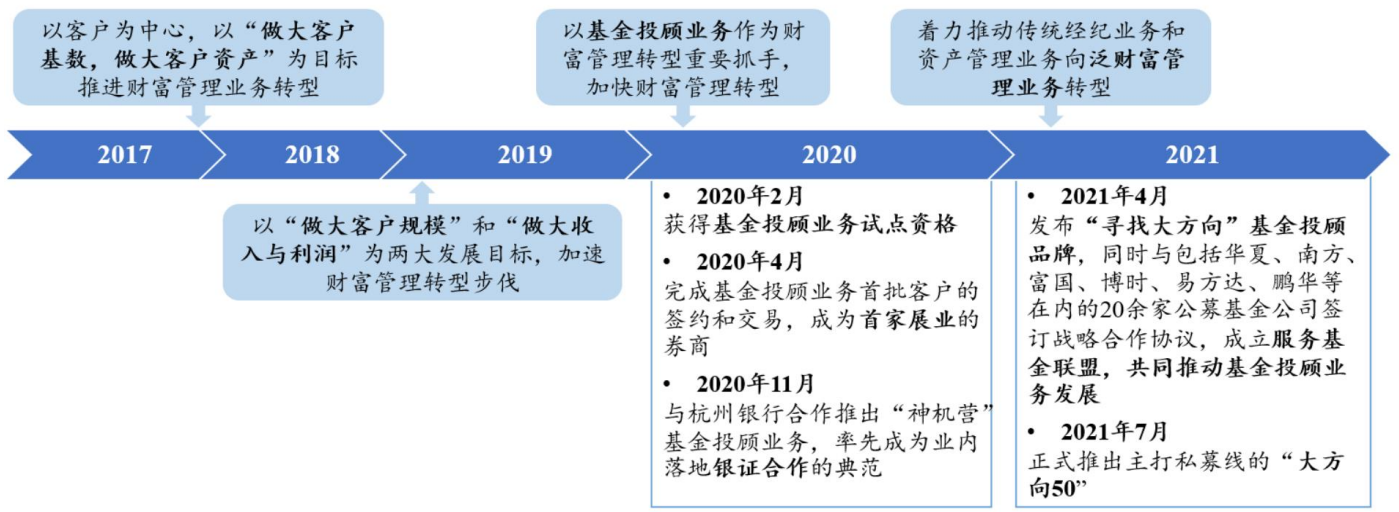 以客户为中心，以“做大客户
基数，做大客户资产”为目标
推进财富管理业务转型
以基金投顾业务作为财
富管理转型重要抓手，
加快财富管理转型
着力推动传统经纪业务和
资产管理业务向泛财富管
理业务转型
2017
2018
2019
2020
2021
以“做大客户规模”和“做大收
入与利润”为两大发展目标，加速
财富管理转型步伐
• 2020年2月
获得基金投顾业务试点资格
• 2020年4月
完成基金投顾业务首批客户的
签约和交易，成为首家展业的
券商
• 2020年11月
与杭州银行合作推出“神机营”
基金投顾业务，率先成为业内
落地银证合作的典范
• 2021年4月
发布“寻找大方向”基金投顾
品牌，同时与包括华夏、南方、
富国、博时、易方达、鹏华等
在内的20余家公募基金公司签
订战略合作协议，成立服务基
金联盟，共同推动基金投顾业
务发展
• 2021年7月
正式推出主打私募线的“大方
向50”